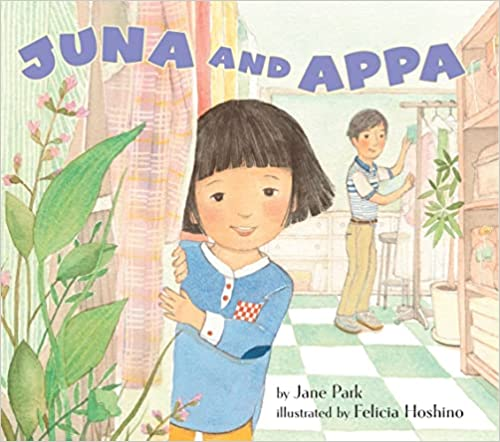 JUNA AND APPA
by Jane Park
illustrated by Felicia Hoshino